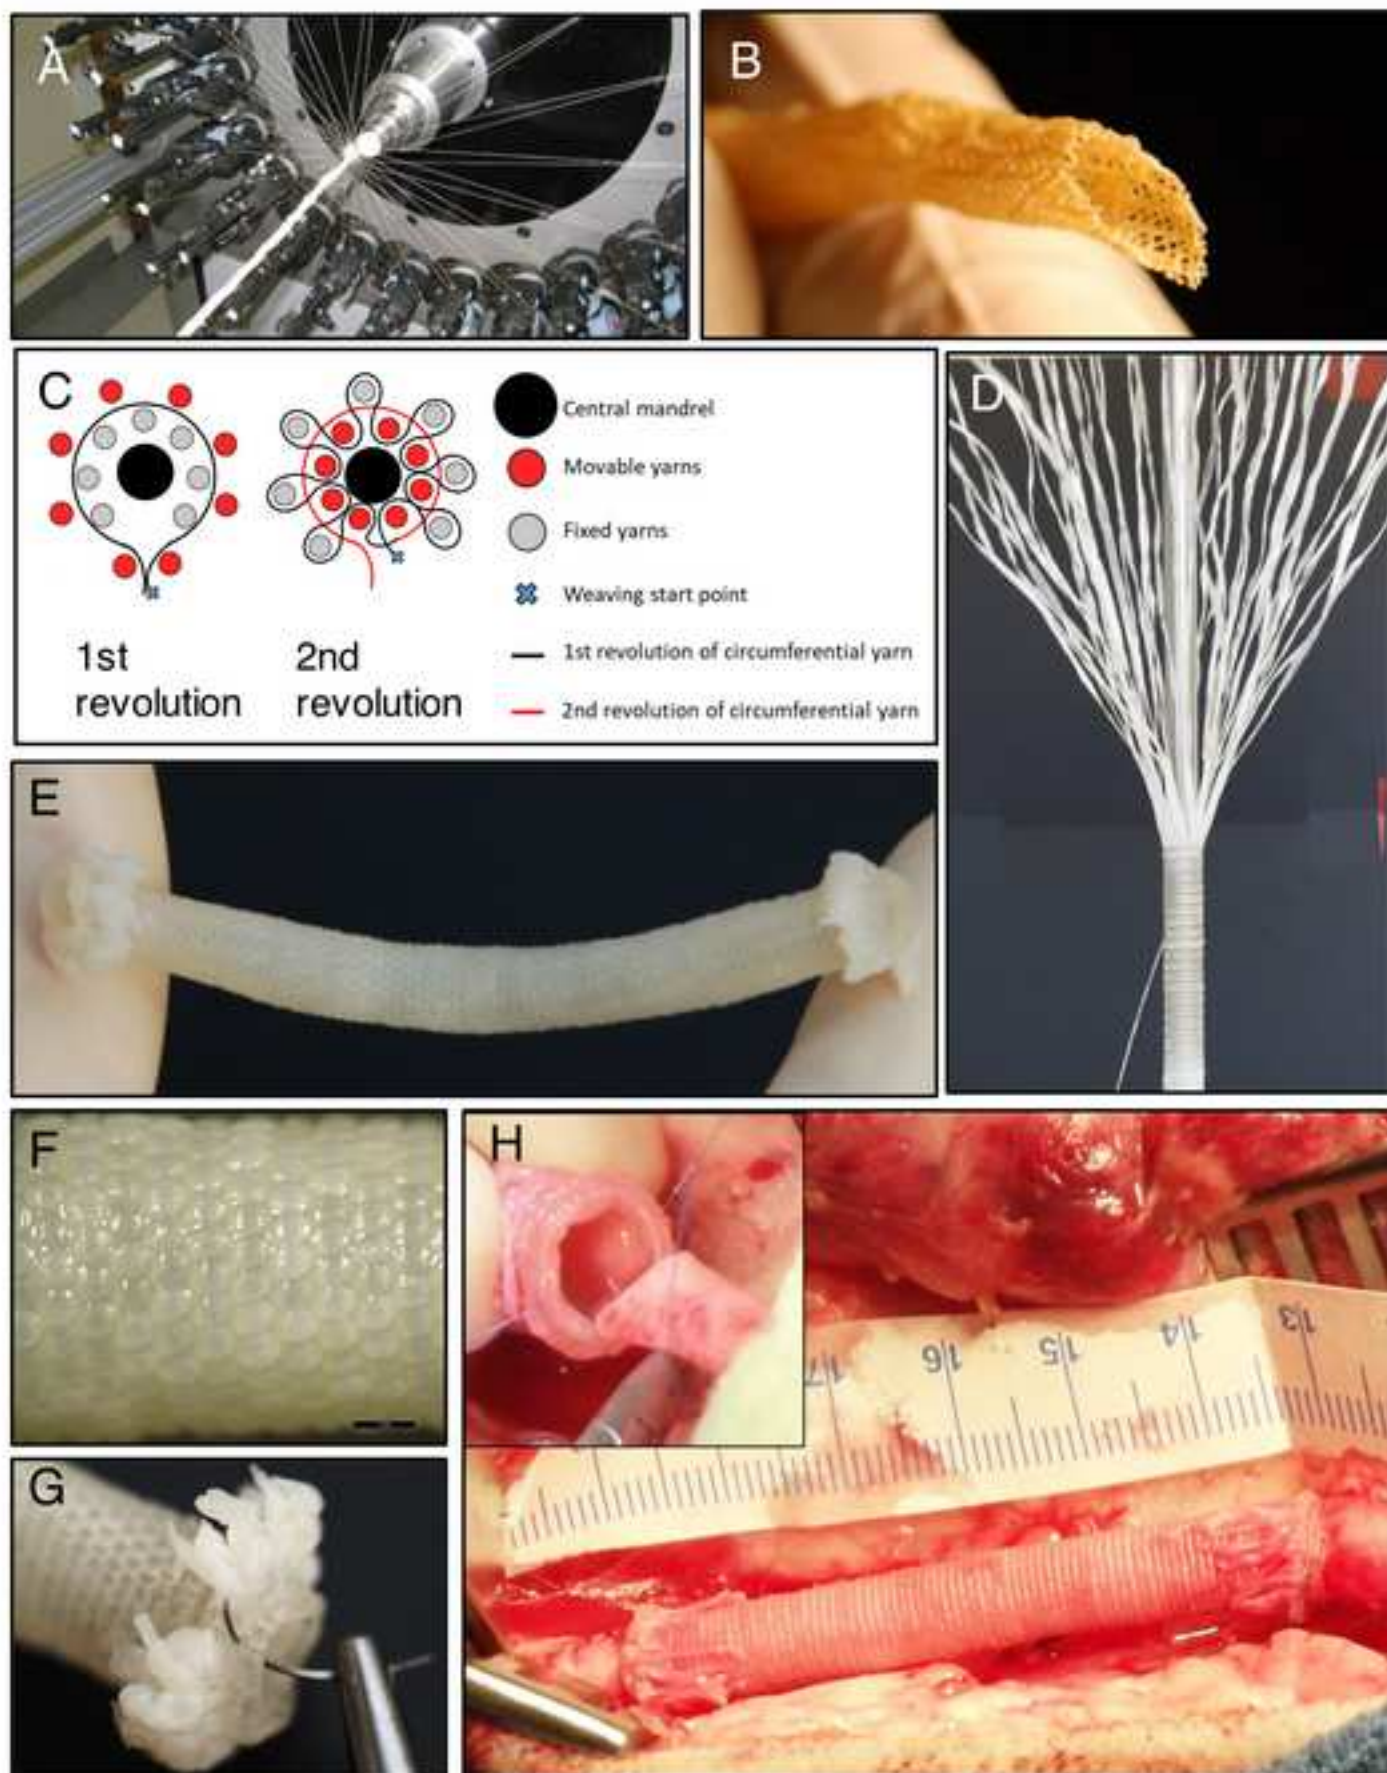 A
B
C
Central mandrel
Movable yarns
Fixed yarns
Weaving start point
1st revolution of circumferential yarn
2nd revolution of circumferential yarn
1st
revolution
2nd
revolution
D
E
F
G
H
17
16
15
14
13